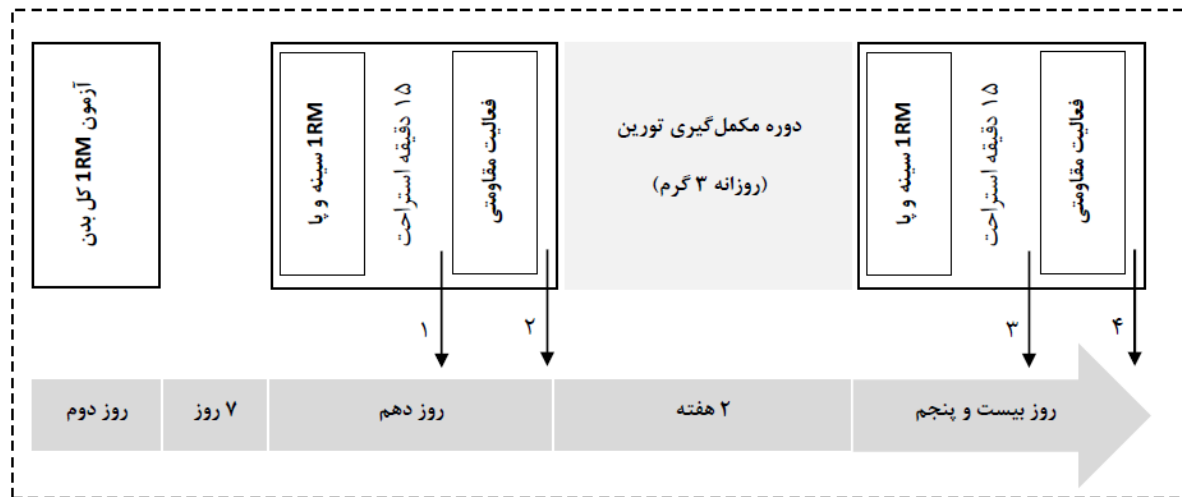 آزمون 1RM کل بدن
1RM سینه و پا
۱۵ دقیقه استراحت
فعالیت مقاومتی
دوره مکمل‌گیری تورین
(روزانه ۳ گرم)
1RM سینه و پا
۱۵ دقیقه استراحت
فعالیت مقاومتی
۱
۲
۳
۴
روز دوم
۷ روز
روز دهم
۲ هفته
روز بیست و پنجم